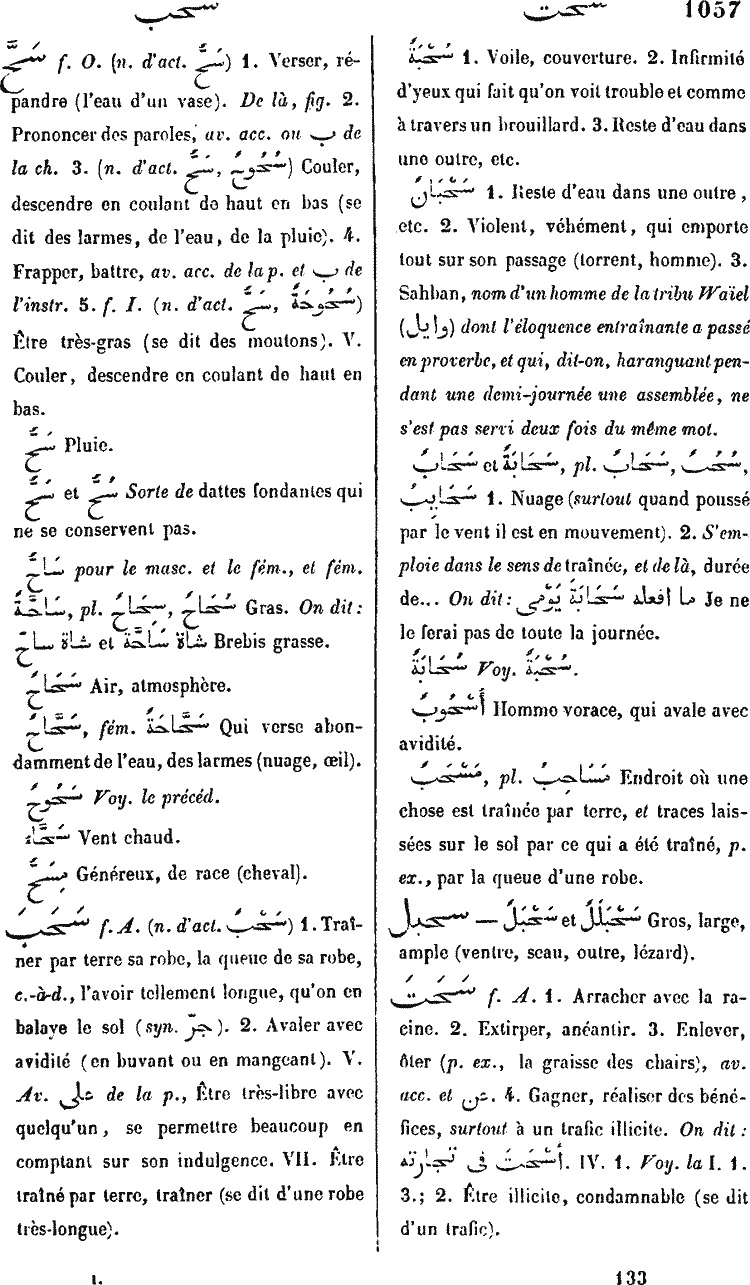 سحب
سحت
1057
سَحَّ f. O. (n. d'act. سَحٌّ) 1. Verser, ré-
pandre (l'eau d'un vase). De là, fig. 2.
Prononcer des paroles, av. acc. ou ب de
la ch. 3. (n. d'act. سَحٌّ, سُحُوحٌ) Couler,
descendre en coulant de haut en bas (se
dit des larmes, de l'eau, de la pluie). 4.
Frapper, battre, av. acc. de la p. et ب de
l'instr. 5. f. I. (n. d'act. سَحٌّ, سُحُوحَةٌ)
Être très-gras (se dit des moutons). V.
Couler, descendre en coulant de haut en
bas.
سَحٌّ Pluie.
سَحٌّ et سُحٌّ Sorte de dattes fondantes qui
ne se conservent pas.
سَاحٌّ pour le masc. et le fém., et fém.
سَاحَّةٌ, pl. سِحَاحٌ, سُحَاحٌ Gras. On dit:
شاة سَاحَّةٌ et شاة ساحّ Brebis grasse.
سَحَاحٌ Air, atmosphère.
سَحَّاحٌ, fém. سَحَّاحَةٌ Qui verse abon-
damment de l'eau, des larmes (nuage, œil).
سَحُوحٌ Voy. le précéd.
سَحَّاءُ Vent chaud.
مِسَحٌّ Généreux, de race (cheval).
سَحَبَ f. A. (n. d'act. سَحْبٌ) 1. Traî-
ner par terre sa robe, la queue de sa robe,
c.-à-d., l'avoir tellement longue, qu'on en
balaye le sol (syn. جرّ). 2. Avaler avec
avidité (en buvant ou en mangeant). V.
Av. على de la p., Être très-libre avec
quelqu'un, se permettre beaucoup en
comptant sur son indulgence. VII. Être
traîné par terre, traîner (se dit d'une robe
très-longue).
I.
سُحْبَةٌ 1. Voile, couverture. 2. Infirmité
d'yeux qui fait qu'on voit trouble et comme
à travers un brouillard. 3. Reste d'eau dans
une outre, etc.
سَحْبَانُ 1. Reste d'eau dans une outre,
etc. 2. Violent, véhément, qui emporte
tout sur son passage (torrent, homme). 3.
Sahban, nom d'un homme de la tribu Waïel
(وايل) dont l'éloquence entraînante a passé
en proverbe, et qui, dit-on, haranguant pen-
dant une demi-journée une assemblée, ne
s'est pas servi deux fois du même mot.
سَحَابٌ et سَحَابَةٌ, pl. سَحَابٌ, سُحُبٌ,
سَحَايِبُ 1. Nuage (surtout quand poussé
par le vent il est en mouvement). 2. S'em-
ploie dans le sens de traînée, et de là, durée
de... On dit: ما افعله سَحَابَةَ يَوْمِى Je ne
le ferai pas de toute la journée.
سُحَابَةٌ Voy. سُحْبَةٌ.
أُسْحُوبٌ Homme vorace, qui avale avec
avidité.
مَسْحَبٌ, pl. مَسَاحِبُ Endroit où une
chose est traînée par terre, et traces lais-
sées sur le sol par ce qui a été traîné, p.
ex., par la queue d'une robe.
سحبل — سَحْبَلٌ et سَحْبَلَلٌ Gros, large,
ample (ventre, seau, outre, lézard).
سَحَتَ f. A. 1. Arracher avec la ra-
cine. 2. Extirper, anéantir. 3. Enlever,
ôter (p. ex., la graisse des chairs), av.
acc. et عن. 4. Gagner, réaliser des béné-
fices, surtout à un trafic illicite. On dit:
أَسْحَتَ فى تجارته. IV. 1. Voy. la I. 1.
3.; 2. Être illicite, condamnable (se dit
d'un trafic).
133